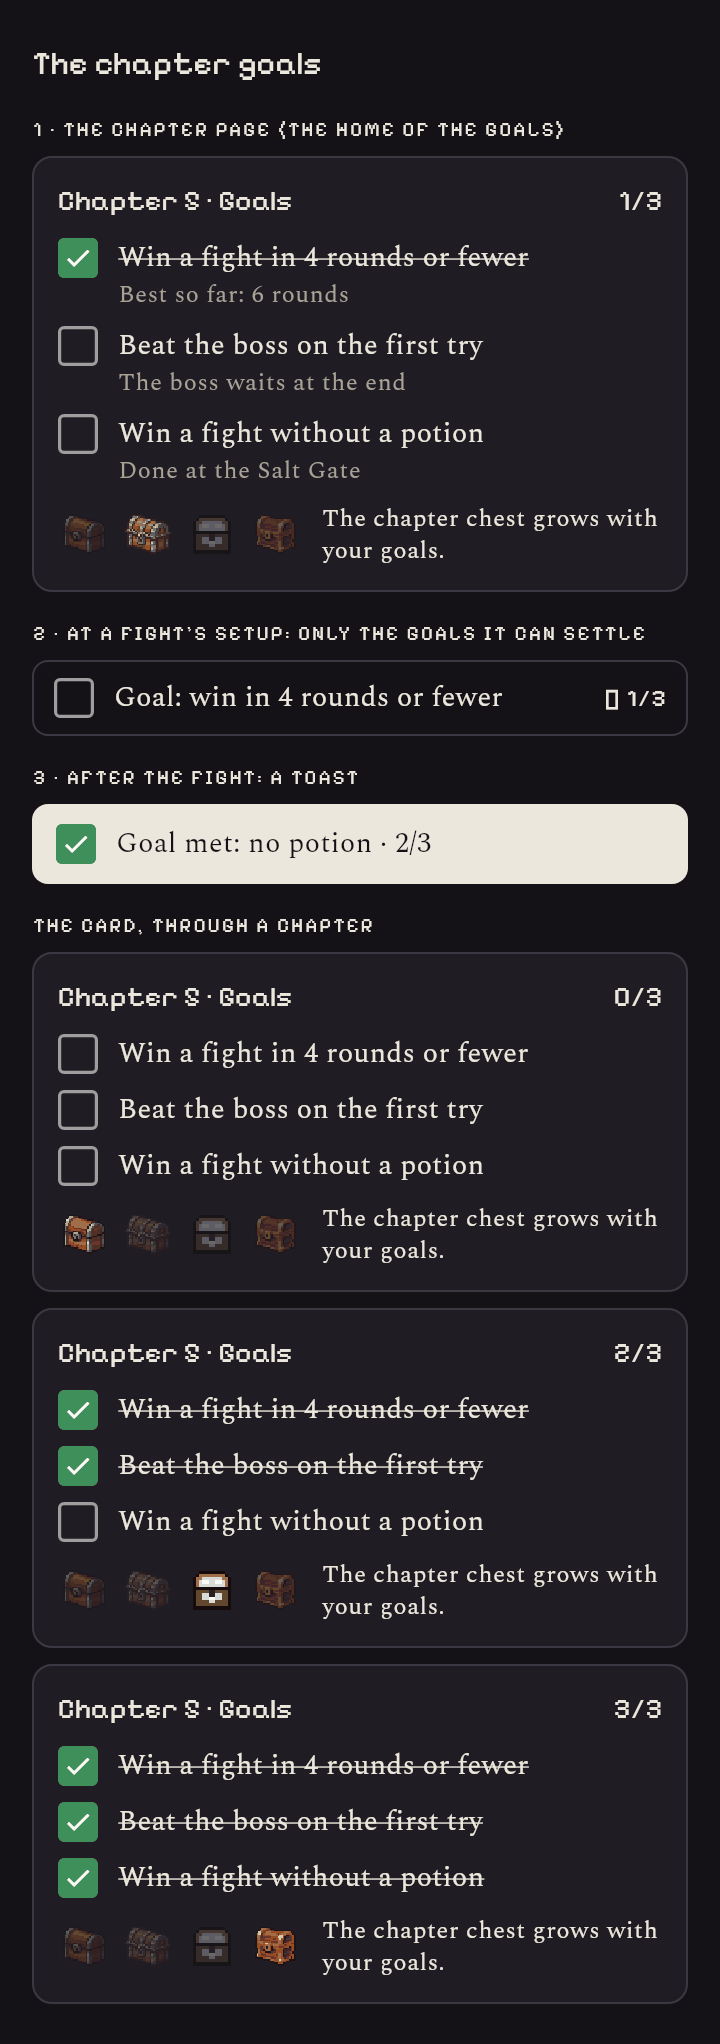 The chapter goals
1 · THE CHAPTER PAGE (THE HOME OF THE GOALS)
Chapter 8 · Goals 1/3
Win a fight in 4 rounds or fewer
Best so far: 6 rounds
Beat the boss on the first try
The boss waits at the end
Win a fight without a potion
Done at the Salt Gate
The chapter chest grows with
your goals.
2 · AT A FIGHT'S SETUP: ONLY THE GOALS IT CAN SETTLE
Goal: win in 4 rounds or fewer ▯ 1/3
3 · AFTER THE FIGHT: A TOAST
Goal met: no potion · 2/3
THE CARD, THROUGH A CHAPTER
Chapter 8 · Goals 0/3
Win a fight in 4 rounds or fewer
Beat the boss on the first try
Win a fight without a potion
The chapter chest grows with
your goals.
Chapter 8 · Goals 2/3
Win a fight in 4 rounds or fewer
Beat the boss on the first try
Win a fight without a potion
The chapter chest grows with
your goals.
Chapter 8 · Goals 3/3
Win a fight in 4 rounds or fewer
Beat the boss on the first try
Win a fight without a potion
The chapter chest grows with
your goals.